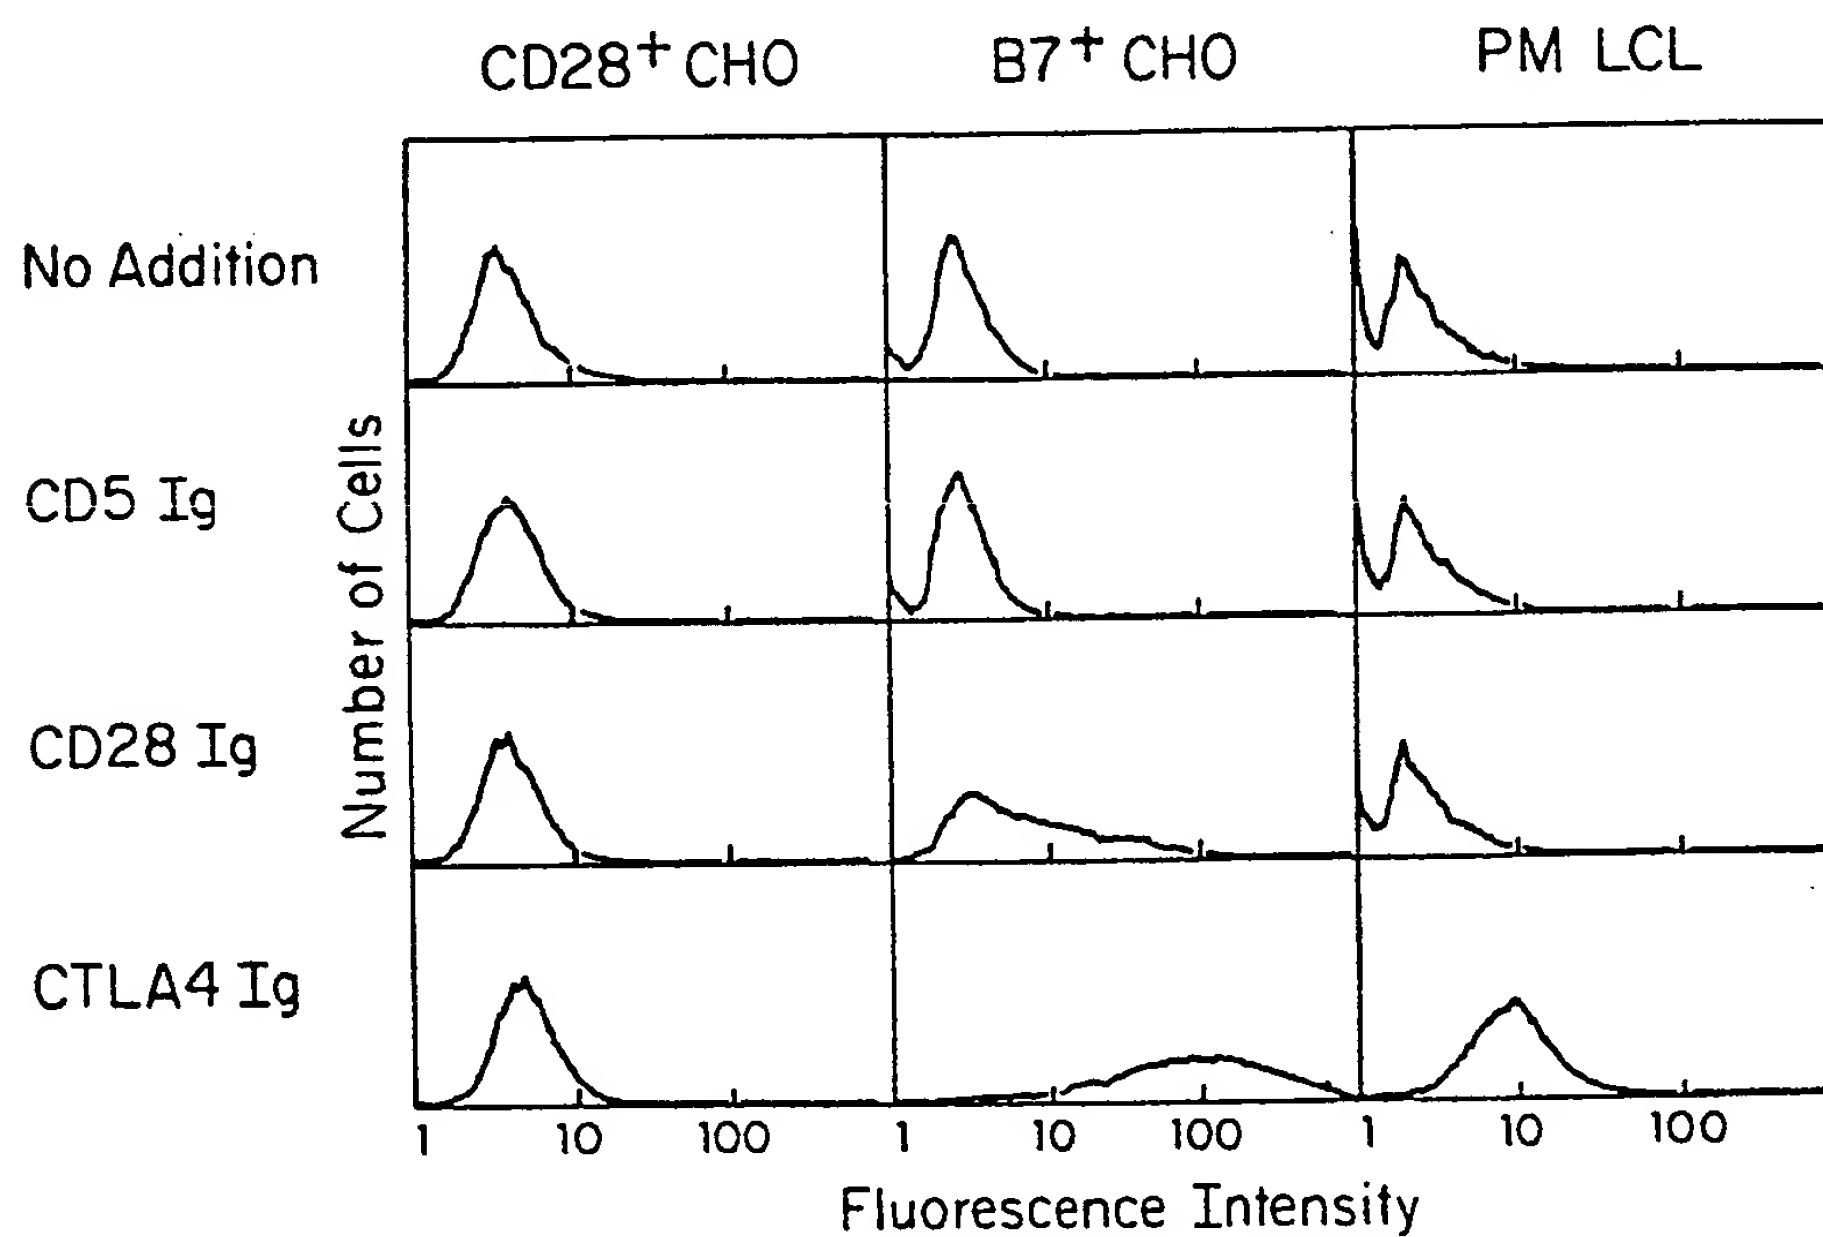 CD28⁺ CHO B7⁺ CHO PM LCL
No Addition
CD5 Ig
CD28 Ig
CTLA4 Ig
Number of Cells
1 10 100 1 10 100 1 10 100
Fluorescence Intensity